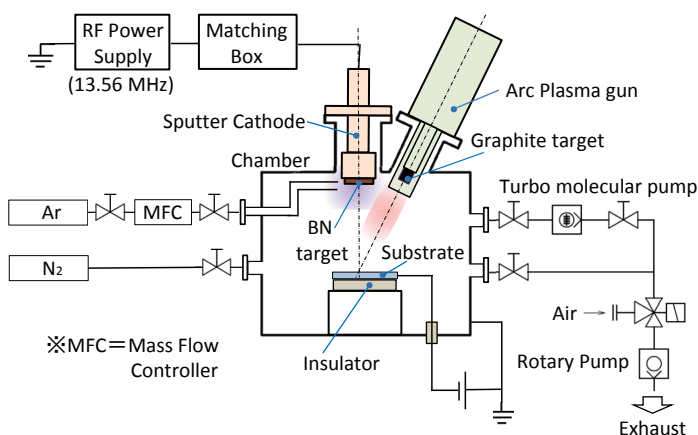 RF Power
Supply
(13.56 MHz)
Matching
Box
Arc Plasma gun
Sputter Cathode
Graphite target
Chamber
Turbo molecular pump
Ar
MFC
BN
target
Substrate
N₂
Air
※MFC＝Mass Flow
Controller
Insulator
Rotary Pump
Exhaust